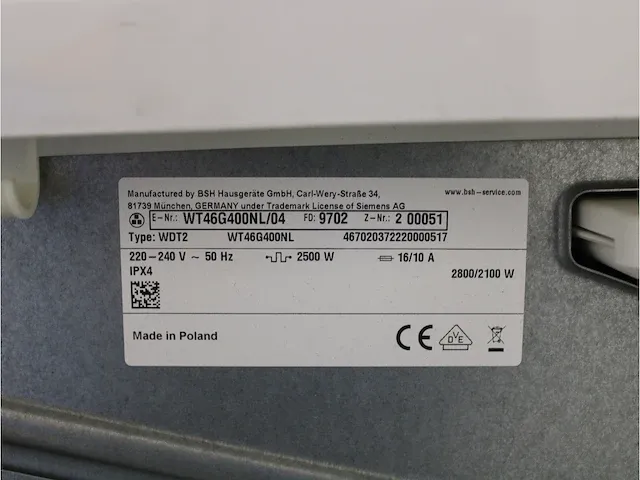 Manufactured by BSH Hausgeräte GmbH, Carl-Wery-Straße 34, www.bsh-service.com
81739 München, GERMANY under Trademark License of Siemens AG
E-Nr.: WT46G400NL/04 FD: 9702 Z-Nr.: 2 00051
Type: WDT2 WT46G400NL 467020372220000517
220-240 V ~ 50 Hz 2500 W 16/10 A
IPX4 2800/2100 W
Made in Poland CE DVE